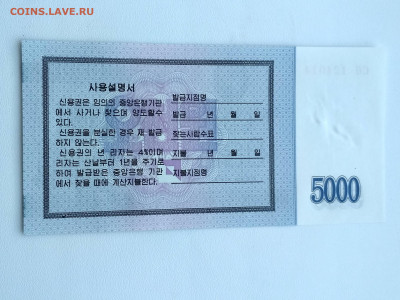 COINS.LAVE.RU
사용설명서
신용권은 임의의 중앙은행기관
에서 사거나 찾으며 양도할수
있다.
신용권을 분실한 경우 재발급
하지 않는다.
신용권의 년 리자는 4%이며
리자는 산날부터 1년을 주기로
하여 발급받은 중앙은행 기관
에서 찾을 때에 계산지불한다.
발급지점명
발급 년 월 일
찾는사람수표
지불 년 월 일
지불지점명
5000